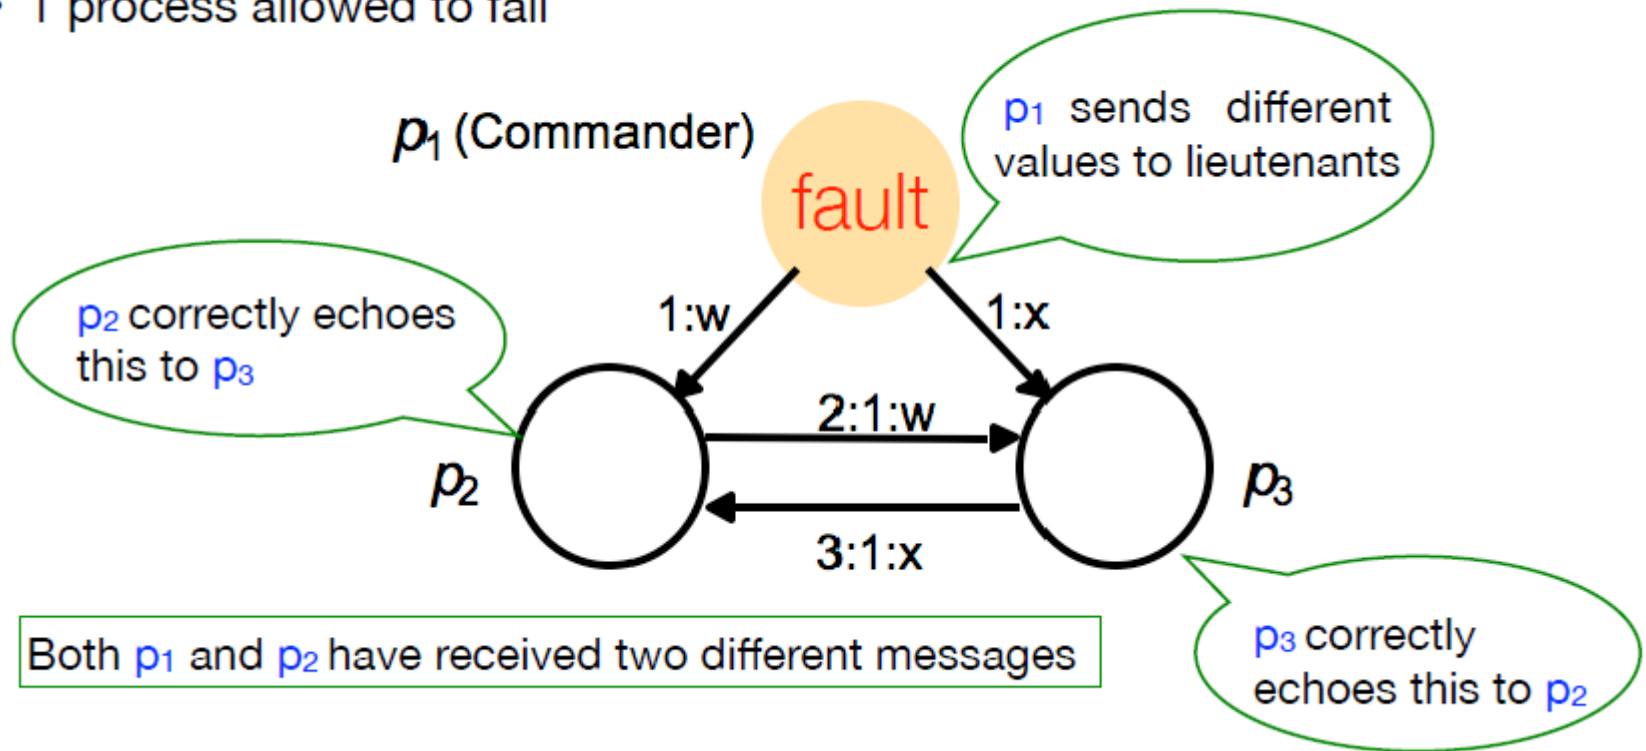 • 1 process allowed to fail
p1 (Commander)
fault
p1 sends different
values to lieutenants
p2 correctly echoes
this to p3
1:w
1:x
2:1:w
p2
p3
3:1:x
Both p1 and p2 have received two different messages
p3 correctly
echoes this to p2